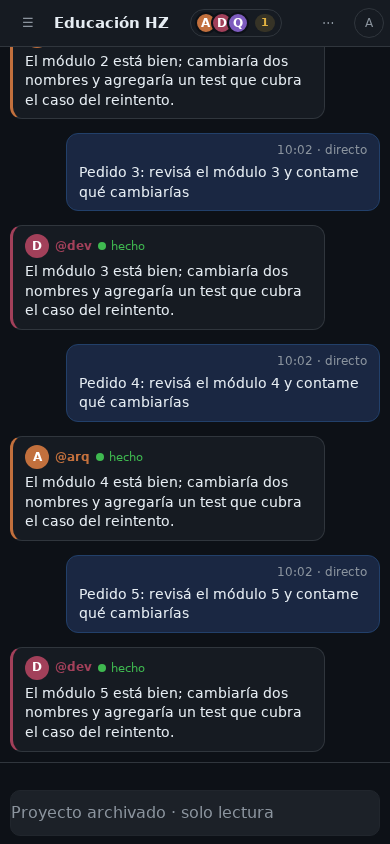 ☰ Educación HZ A D Q 1 ··· A
El módulo 2 está bien; cambiaría dos
nombres y agregaría un test que cubra
el caso del reintento.
10:02 · directo
Pedido 3: revisá el módulo 3 y contame
qué cambiarías
D @dev ● hecho
El módulo 3 está bien; cambiaría dos
nombres y agregaría un test que cubra
el caso del reintento.
10:02 · directo
Pedido 4: revisá el módulo 4 y contame
qué cambiarías
A @arq ● hecho
El módulo 4 está bien; cambiaría dos
nombres y agregaría un test que cubra
el caso del reintento.
10:02 · directo
Pedido 5: revisá el módulo 5 y contame
qué cambiarías
D @dev ● hecho
El módulo 5 está bien; cambiaría dos
nombres y agregaría un test que cubra
el caso del reintento.
Proyecto archivado · solo lectura